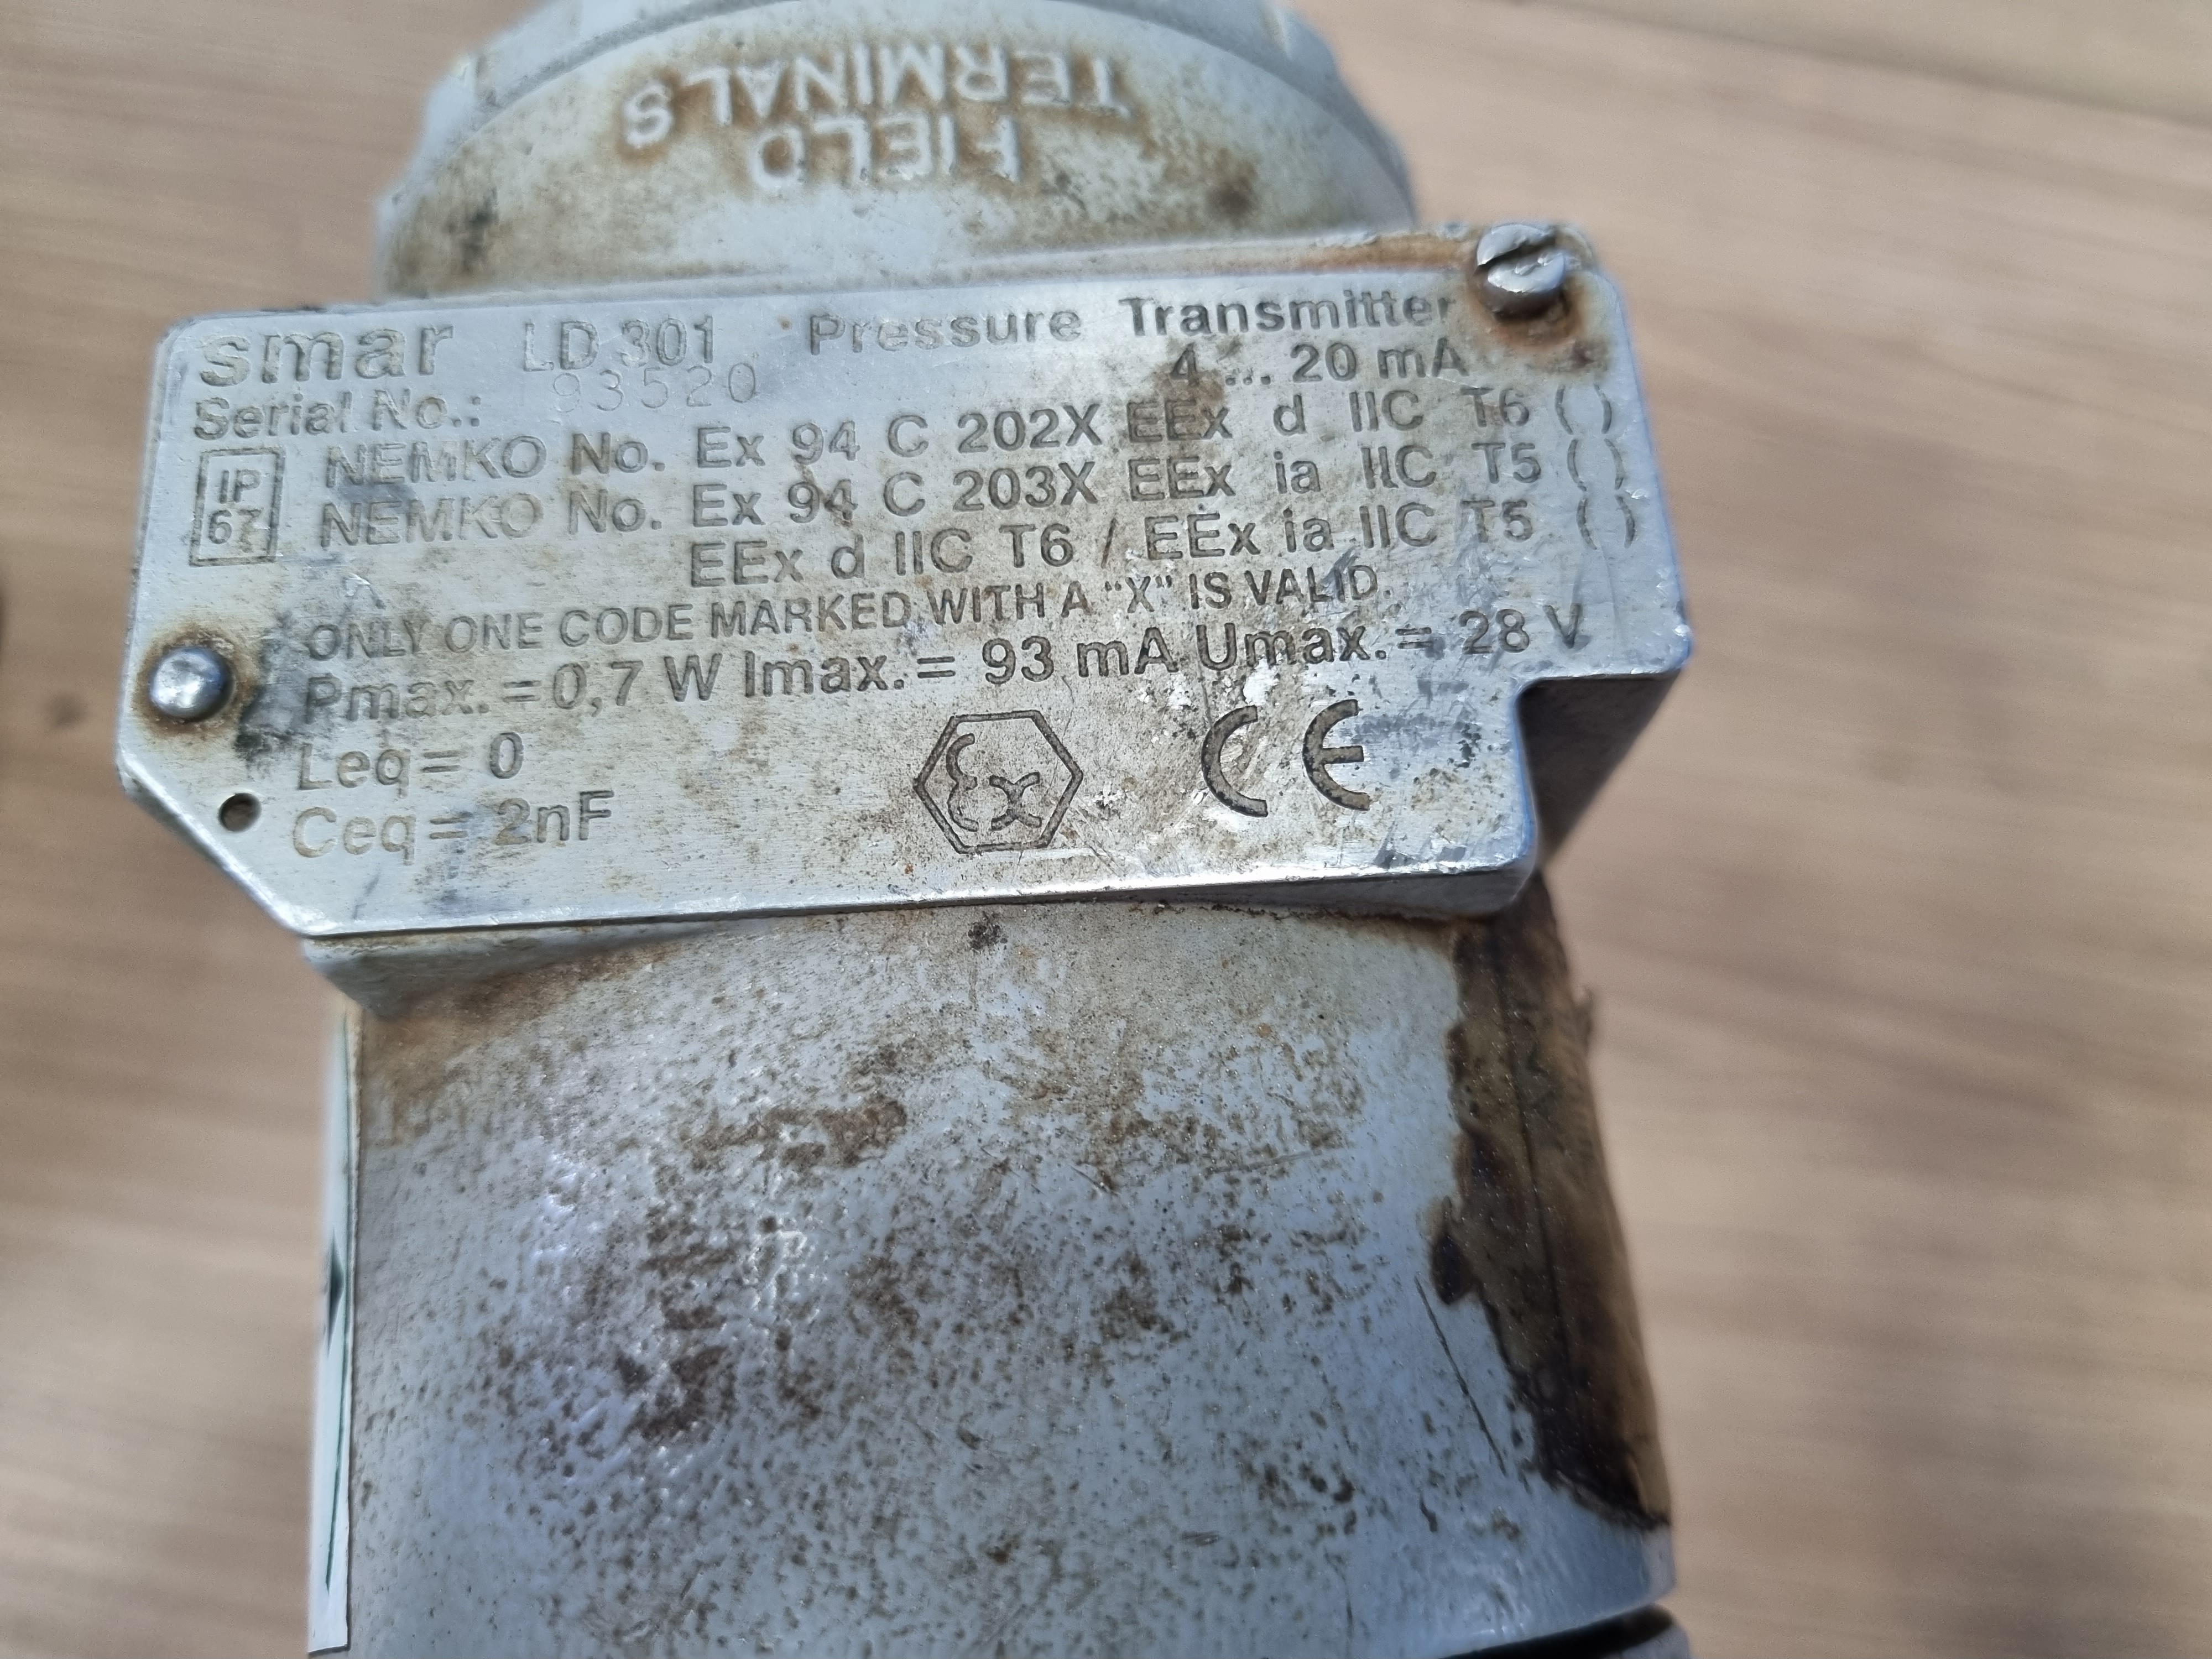 FIELD
TERMINALS
smar LD 301 Pressure Transmitter
Serial No.: 93520 4 ... 20 mA
IP 67
NEMKO No. Ex 94 C 202X EEx d IIC T6 ( )
NEMKO No. Ex 94 C 203X EEx ia IIC T5 ( )
EEx d IIC T6 / EEx ia IIC T5 ( )
ONLY ONE CODE MARKED WITH A "X" IS VALID.
Pmax. = 0,7 W Imax. = 93 mA Umax. = 28 V
Leq = 0
Ceq = 2nF
Ex CE